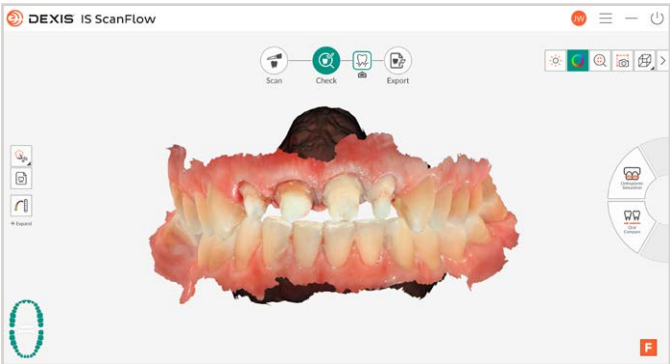 DEXIS IS ScanFlow
JW
Scan
Check
Export
Expand
Orthodontic
Simulation
Oral
Compare
F